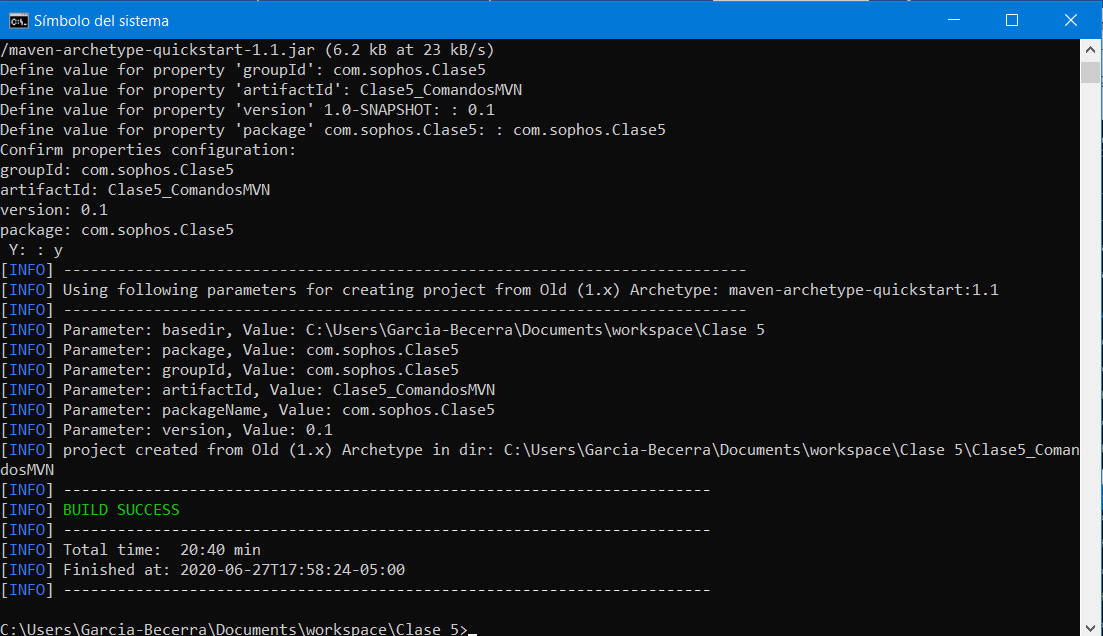 Símbolo del sistema
/maven-archetype-quickstart-1.1.jar (6.2 kB at 23 kB/s)
Define value for property 'groupId': com.sophos.Clase5
Define value for property 'artifactId': Clase5_ComandosMVN
Define value for property 'version' 1.0-SNAPSHOT: : 0.1
Define value for property 'package' com.sophos.Clase5: : com.sophos.Clase5
Confirm properties configuration:
groupId: com.sophos.Clase5
artifactId: Clase5_ComandosMVN
version: 0.1
package: com.sophos.Clase5
 Y: : y
[INFO] ----------------------------------------------------------------------------
[INFO] Using following parameters for creating project from Old (1.x) Archetype: maven-archetype-quickstart:1.1
[INFO] ----------------------------------------------------------------------------
[INFO] Parameter: basedir, Value: C:\Users\Garcia-Becerra\Documents\workspace\Clase 5
[INFO] Parameter: package, Value: com.sophos.Clase5
[INFO] Parameter: groupId, Value: com.sophos.Clase5
[INFO] Parameter: artifactId, Value: Clase5_ComandosMVN
[INFO] Parameter: packageName, Value: com.sophos.Clase5
[INFO] Parameter: version, Value: 0.1
[INFO] project created from Old (1.x) Archetype in dir: C:\Users\Garcia-Becerra\Documents\workspace\Clase 5\Clase5_Coman
dosMVN
[INFO] ------------------------------------------------------------------------
[INFO] BUILD SUCCESS
[INFO] ------------------------------------------------------------------------
[INFO] Total time:  20:40 min
[INFO] Finished at: 2020-06-27T17:58:24-05:00
[INFO] ------------------------------------------------------------------------
C:\Users\Garcia-Becerra\Documents\workspace\Clase 5>_